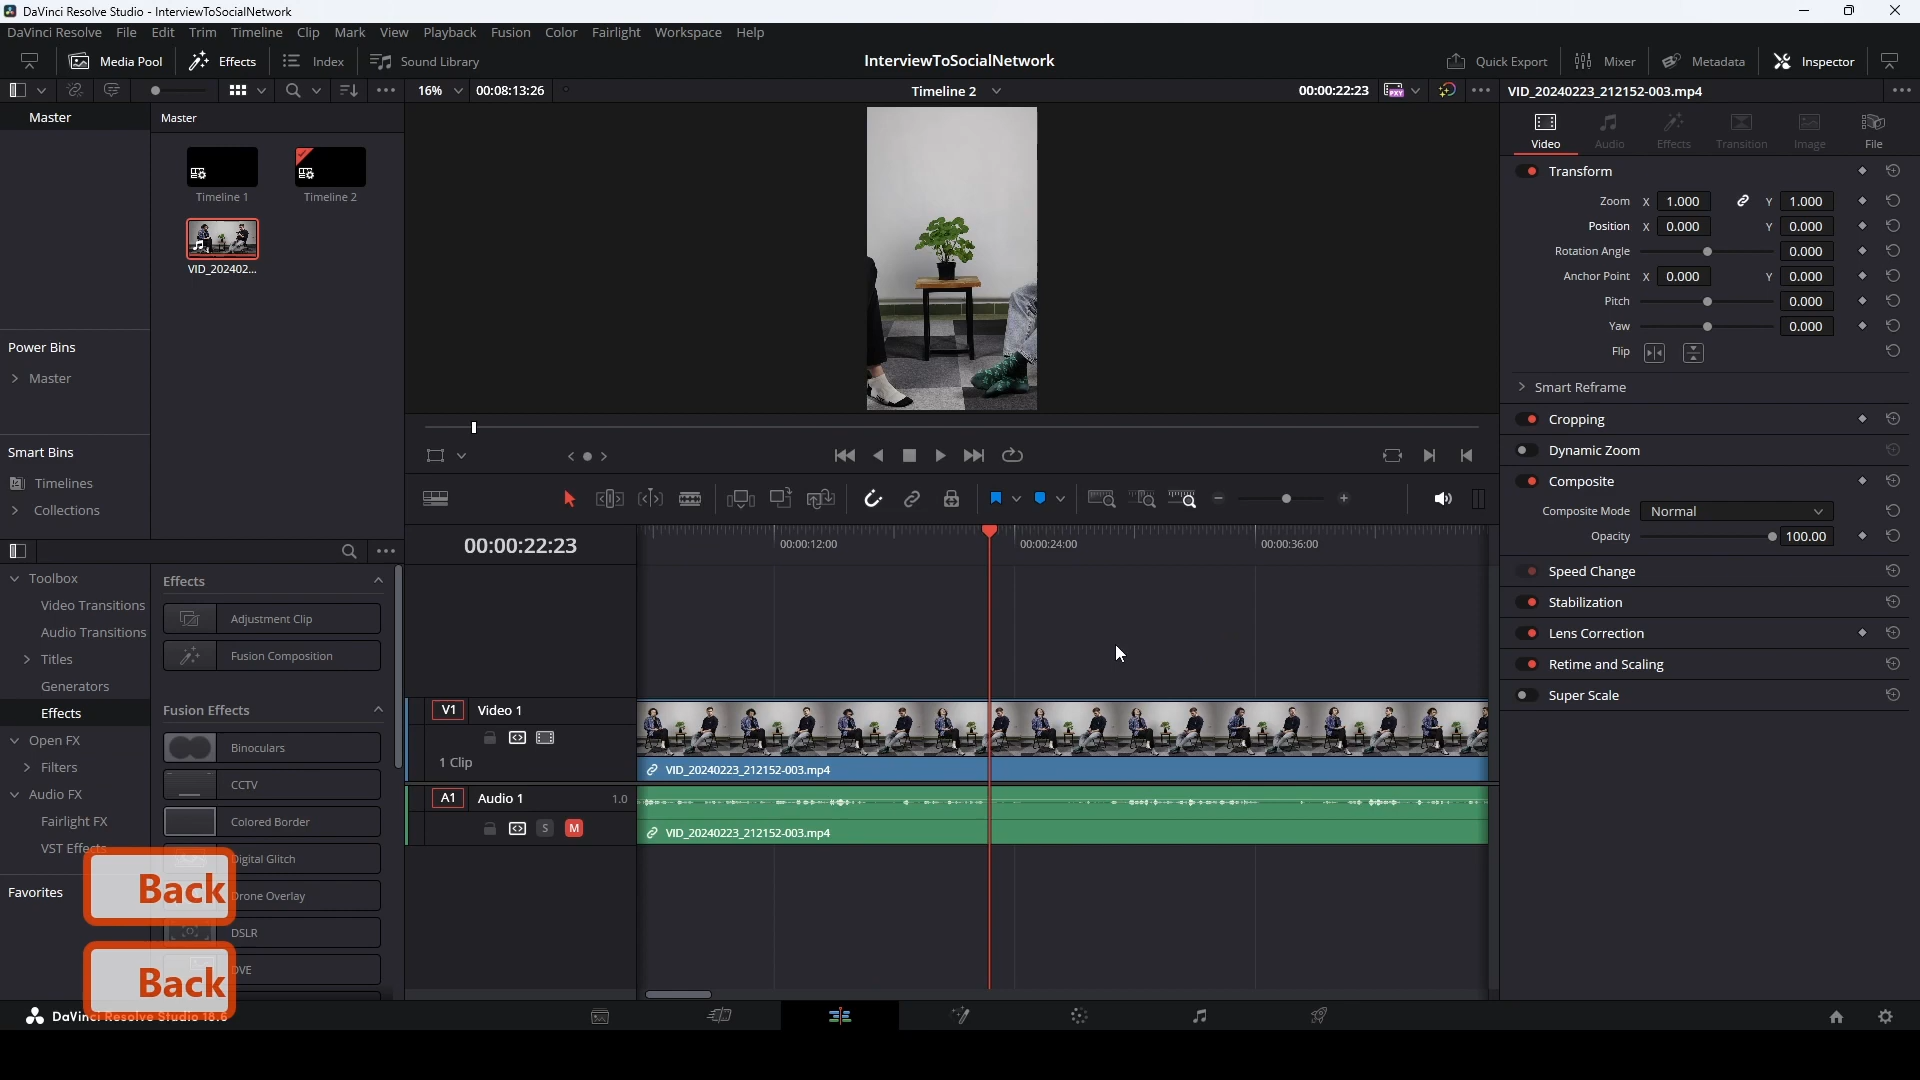 DaVinci Resolve Studio - InterviewToSocialNetwork
DaVinci Resolve File Edit Trim Timeline Clip Mark View Playback Fusion Color Fairlight Workspace Help
Media Pool Effects Index Sound Library InterviewToSocialNetwork Quick Export Mixer Metadata Inspector
16% 00:08:13:26 Timeline 2 00:00:22:23 VID_20240223_212152-003.mp4
Master
Master
Timeline 1 Timeline 2
VID_202402...
Power Bins
Master
Smart Bins
Timelines
Collections
Video Audio Effects Transition Image File
Transform
Zoom X 1.000 Y 1.000
Position X 0.000 Y 0.000
Rotation Angle 0.000
Anchor Point X 0.000 Y 0.000
Pitch 0.000
Yaw 0.000
Flip
Smart Reframe
Cropping
Dynamic Zoom
Composite
Composite Mode Normal
Opacity 100.00
Speed Change
Stabilization
Lens Correction
Retime and Scaling
Super Scale
Toolbox
Video Transitions
Audio Transitions
Titles
Generators
Effects
Open FX
Filters
Audio FX
Fairlight FX
VST Effects
Favorites
Effects
Adjustment Clip
Fusion Composition
Fusion Effects
Binoculars
CCTV
Colored Border
Digital Glitch
Drone Overlay
DSLR
DVE
Back
Back
00:00:22:23
00:00:12:00 00:00:24:00 00:00:36:00
V1 Video 1
1 Clip
VID_20240223_212152-003.mp4
A1 Audio 1 1.0
S M
VID_20240223_212152-003.mp4
DaVinci Resolve Studio 18.6